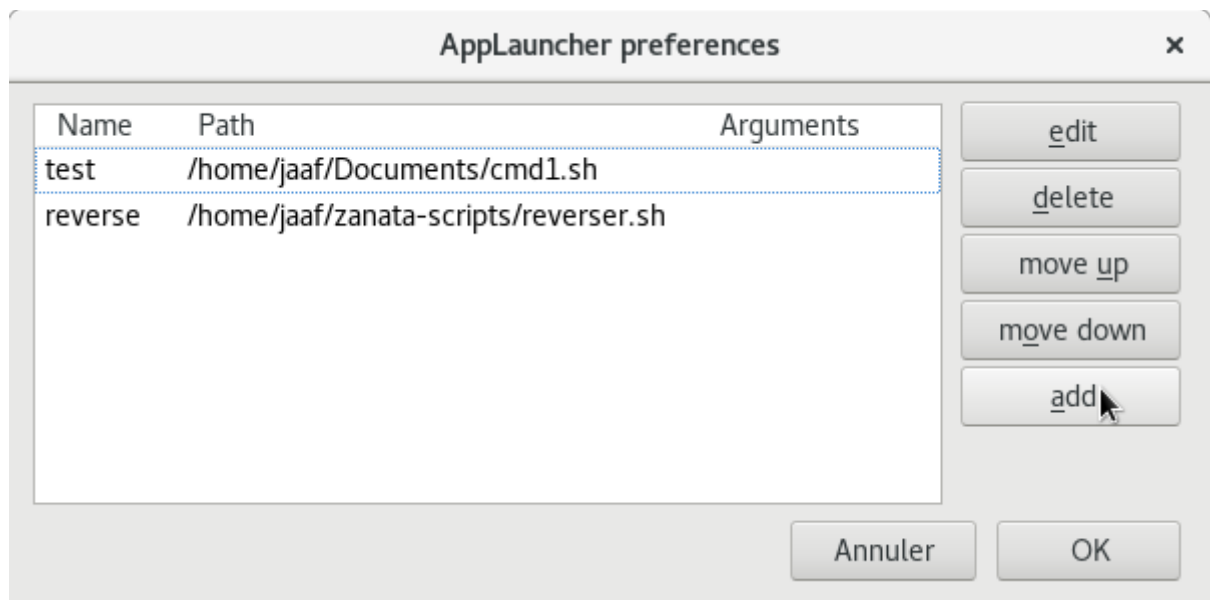 AppLauncher preferences ×
Name Path Arguments
test /home/jaaf/Documents/cmd1.sh
reverse /home/jaaf/zanata-scripts/reverser.sh
edit
delete
move up
move down
add
Annuler OK